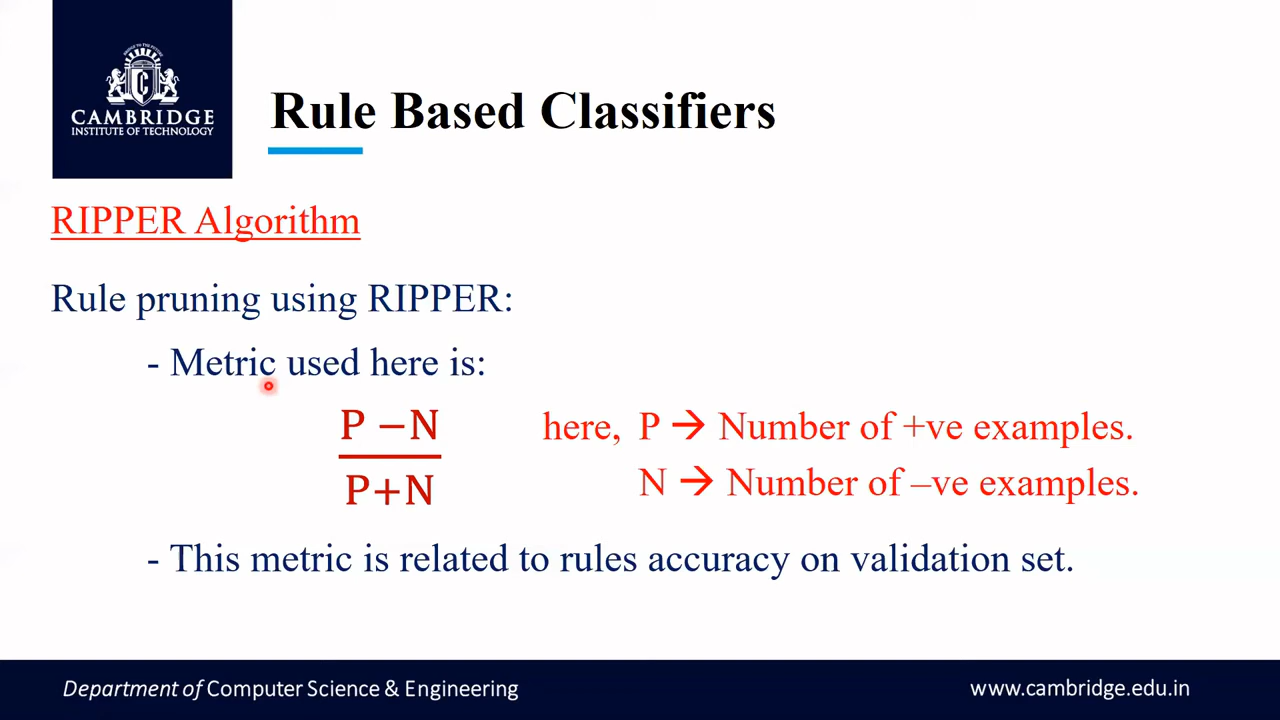 CAMBRIDGE
INSTITUTE OF TECHNOLOGY
Rule Based Classifiers
RIPPER Algorithm
Rule pruning using RIPPER:
- Metric used here is:
P −N
P+N
here, P → Number of +ve examples.
N → Number of –ve examples.
- This metric is related to rules accuracy on validation set.
Department of Computer Science & Engineering
www.cambridge.edu.in